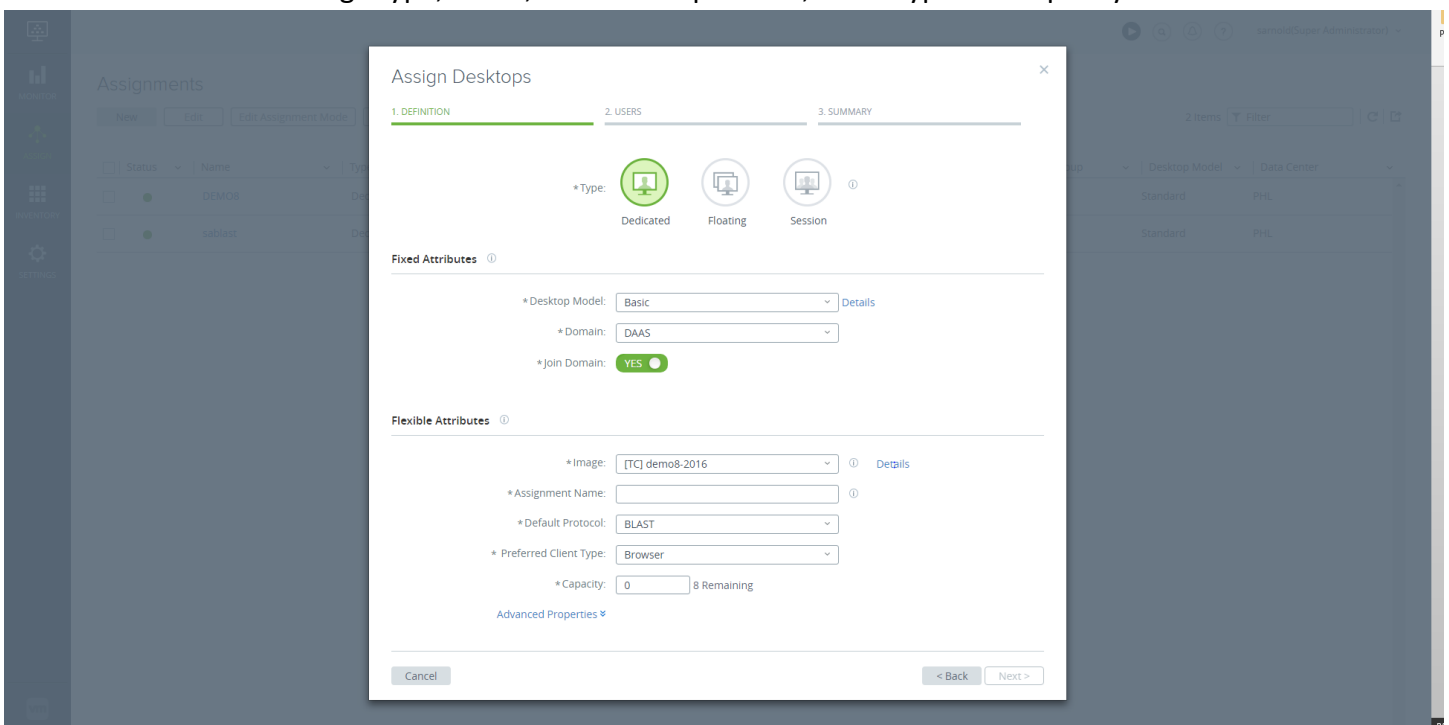 Assign Desktops
×
1. DEFINITION 2. USERS 3. SUMMARY
*Type:
Dedicated Floating Session
Fixed Attributes
*Desktop Model: Basic Details
*Domain: DAAS
*Join Domain: YES
Flexible Attributes
*Image: [TC] demo8-2016 Details
*Assignment Name:
*Default Protocol: BLAST
* Preferred Client Type: Browser
*Capacity: 0 8 Remaining
Advanced Properties
Cancel < Back Next >
Assignments
New Edit Edit Assignment Mode 2 Items Filter
Status Name Desktop Model Data Center
DEMO8 Standard PHL
Standard PHL
INVENTORY
SETTINGS